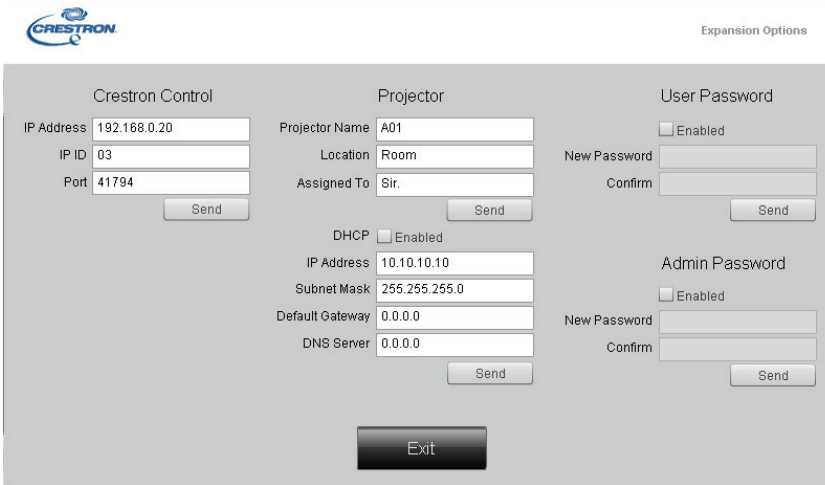 CRESTRON
Expansion Options
Crestron Control
IP Address 192.168.0.20
IP ID 03
Port 41794
Send
Projector
Projector Name A01
Location Room
Assigned To Sir.
Send
DHCP Enabled
IP Address 10.10.10.10
Subnet Mask 255.255.255.0
Default Gateway 0.0.0.0
DNS Server 0.0.0.0
Send
User Password
Enabled
New Password
Confirm
Send
Admin Password
Enabled
New Password
Confirm
Send
Exit